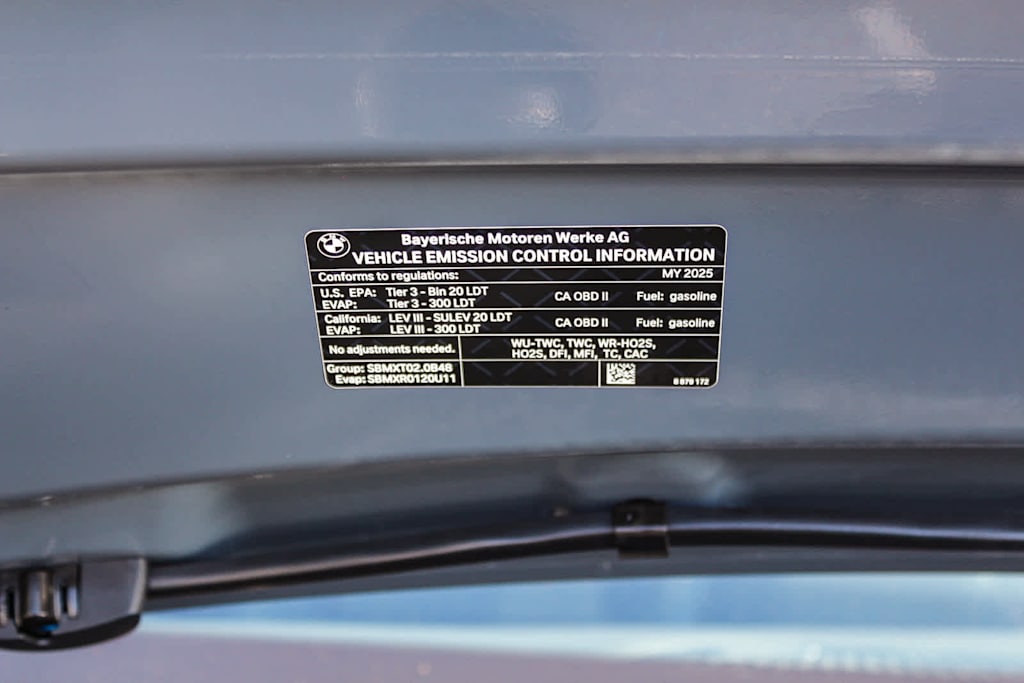 Bayerische Motoren Werke AG
VEHICLE EMISSION CONTROL INFORMATION
Conforms to regulations: MY 2025
U.S. EPA: Tier 3 - Bin 20 LDT CA OBD II Fuel: gasoline
EVAP: Tier 3 - 300 LDT
California: LEV III - SULEV 20 LDT CA OBD II Fuel: gasoline
EVAP: LEV III - 300 LDT
No adjustments needed. WU-TWC, TWC, WR-HO2S,
HO2S, DFI, MFI, TC, CAC
Group: SBMXT02.0B48
Evap: SBMXR0120U11